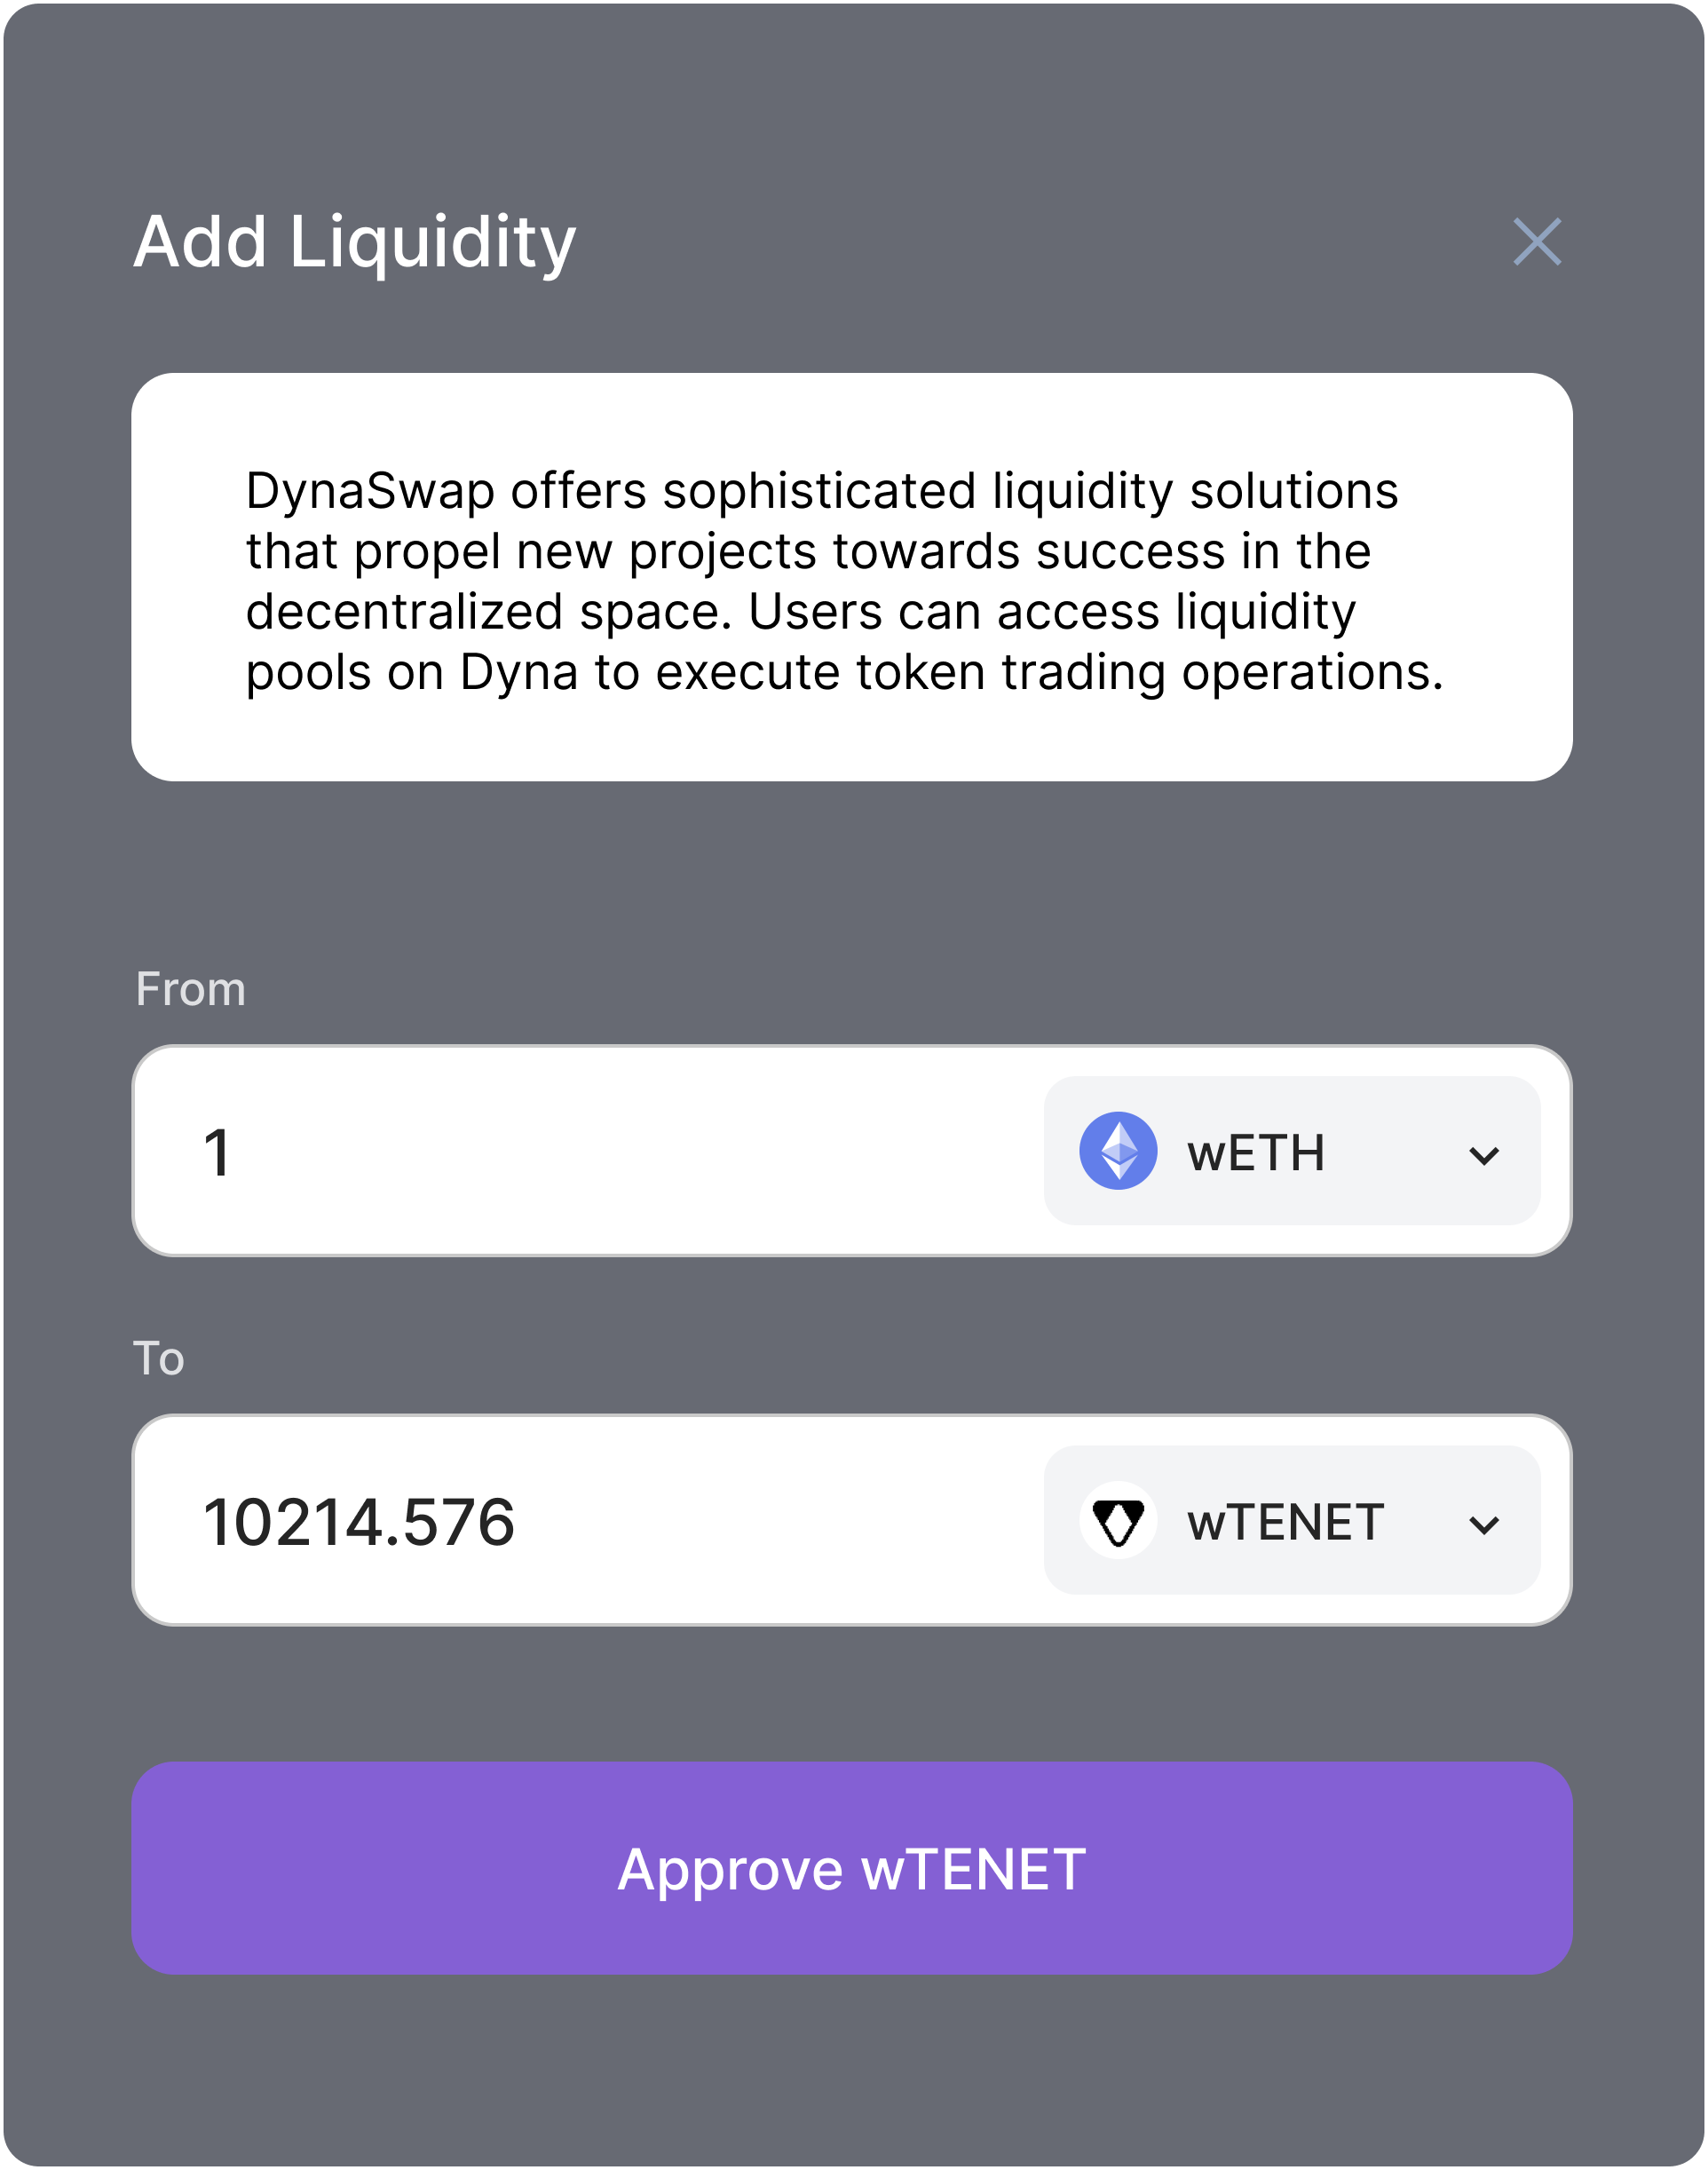 Add Liquidity
DynaSwap offers sophisticated liquidity solutions
that propel new projects towards success in the
decentralized space. Users can access liquidity
pools on Dyna to execute token trading operations.
From
1 wETH
To
10214.576 wTENET
Approve wTENET